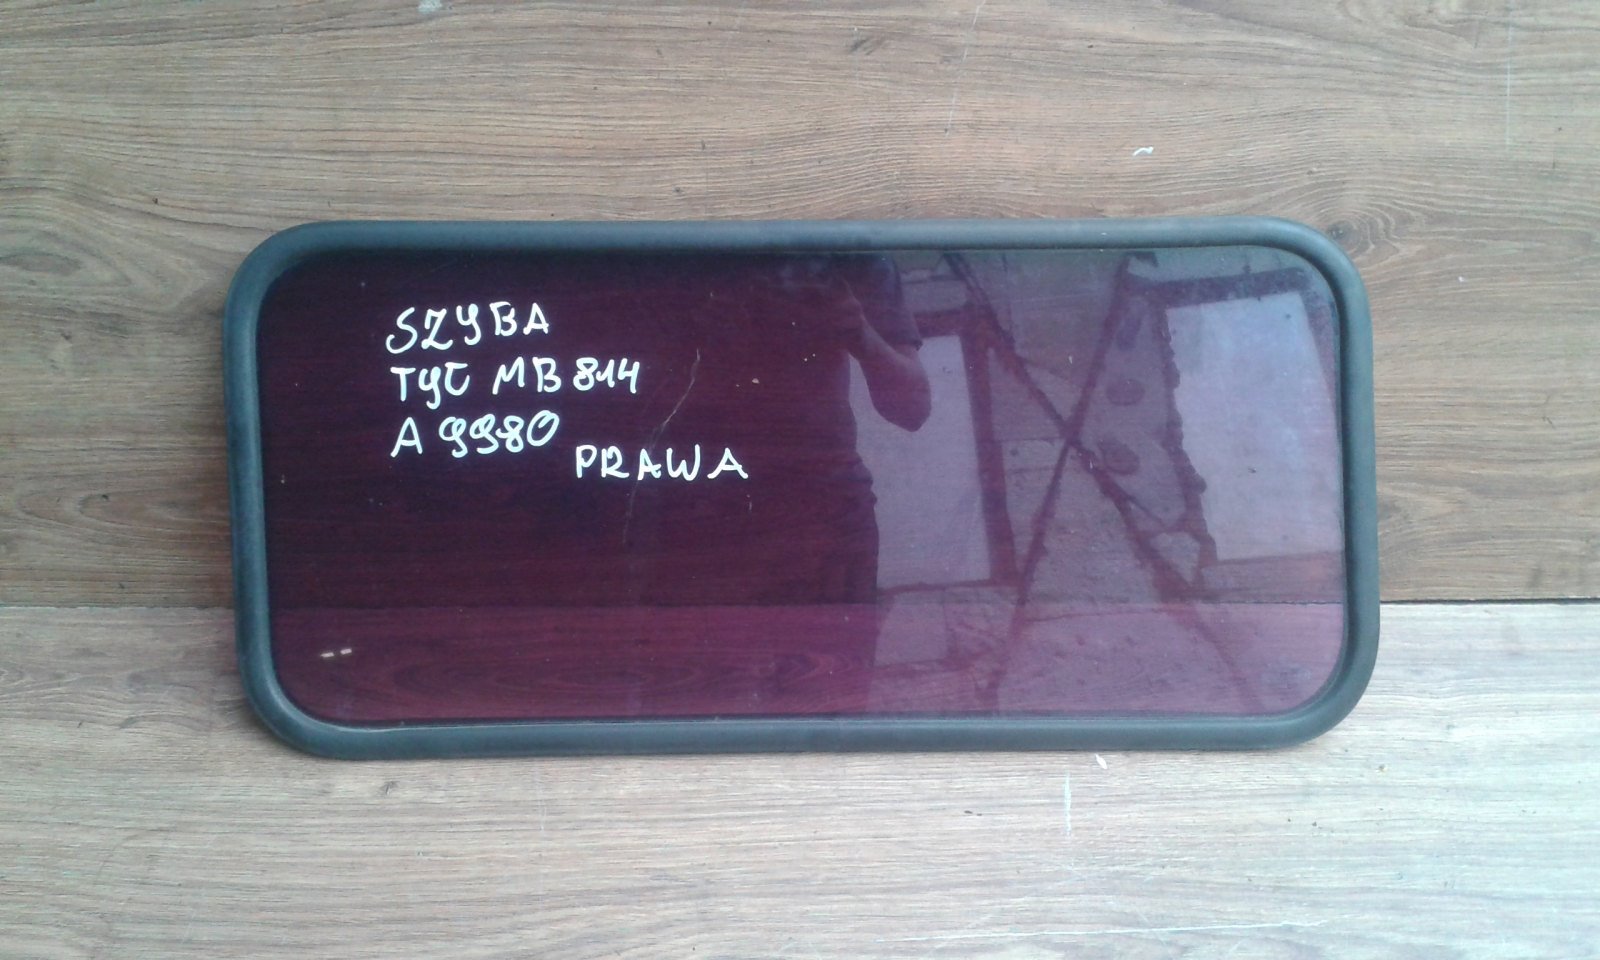 SZYBA
TYŁ MB 814
A 9980
PRAWA